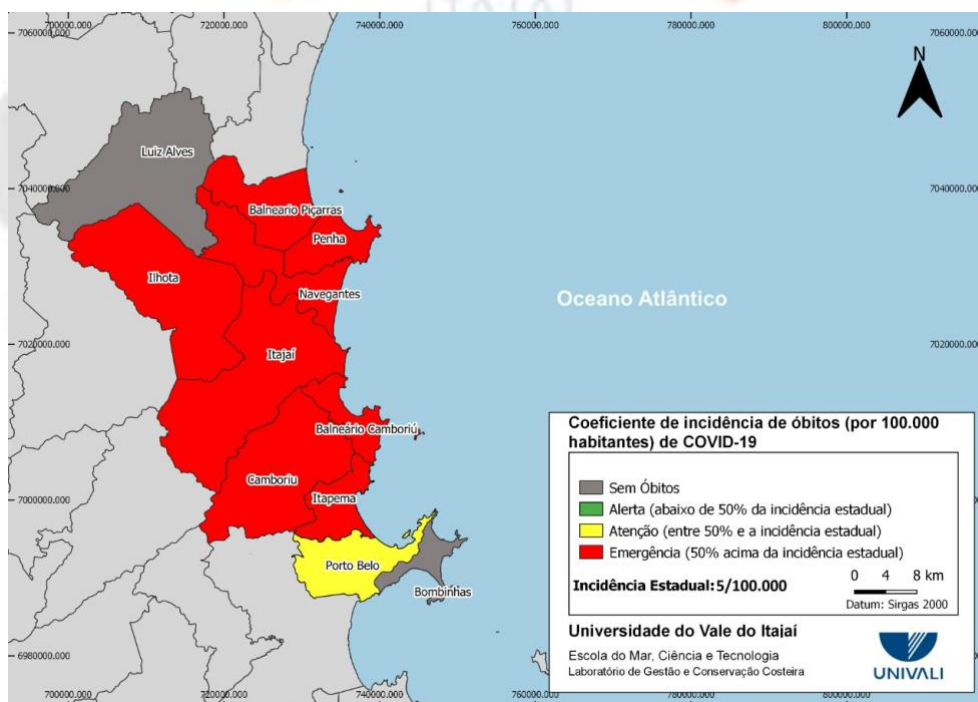 700000.000 720000.000 740000.000 780000.000 800000.000
7060000.000 7060000.000
N
Luiz Alves
7040000.000 7040000.000
Balneario Piçarras
Penha
Ilhota
Navegantes
Oceano Atlântico
7020000.000 7020000.000
Itajaí
Balneário Camboriú
Camboriu
Itapema
7000000.000
Porto Belo
Bombinhas
6980000.000
Coeficiente de incidência de óbitos (por 100.000
habitantes) de COVID-19
Sem Óbitos
Alerta (abaixo de 50% da incidência estadual)
Atenção (entre 50% e a incidência estadual)
Emergência (50% acima da incidência estadual)
Incidência Estadual:5/100.000
0 4 8 km
Datum: Sirgas 2000
Universidade do Vale do Itajaí
Escola do Mar, Ciência e Tecnologia
Laboratório de Gestão e Conservação Costeira
UNIVALI
700000.000 720000.000 740000.000 760000.000 780000.000 800000.000